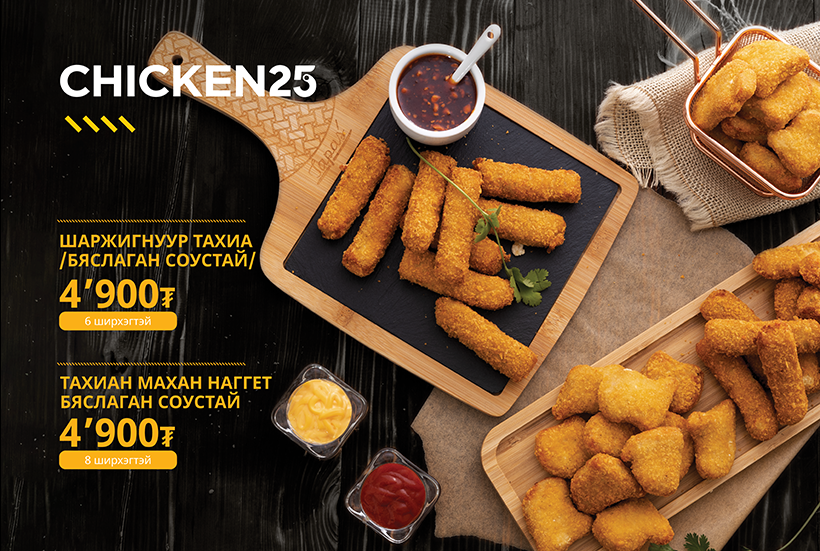 CHICKEN25
ШАРЖИГНУУР ТАХИА
/БЯСЛАГАН СОУСТАЙ/
4’900₮
6 ширхэгтэй
ТАХИАН МАХАН НАГГЕТ
БЯСЛАГАН СОУСТАЙ
4’900₮
8 ширхэгтэй